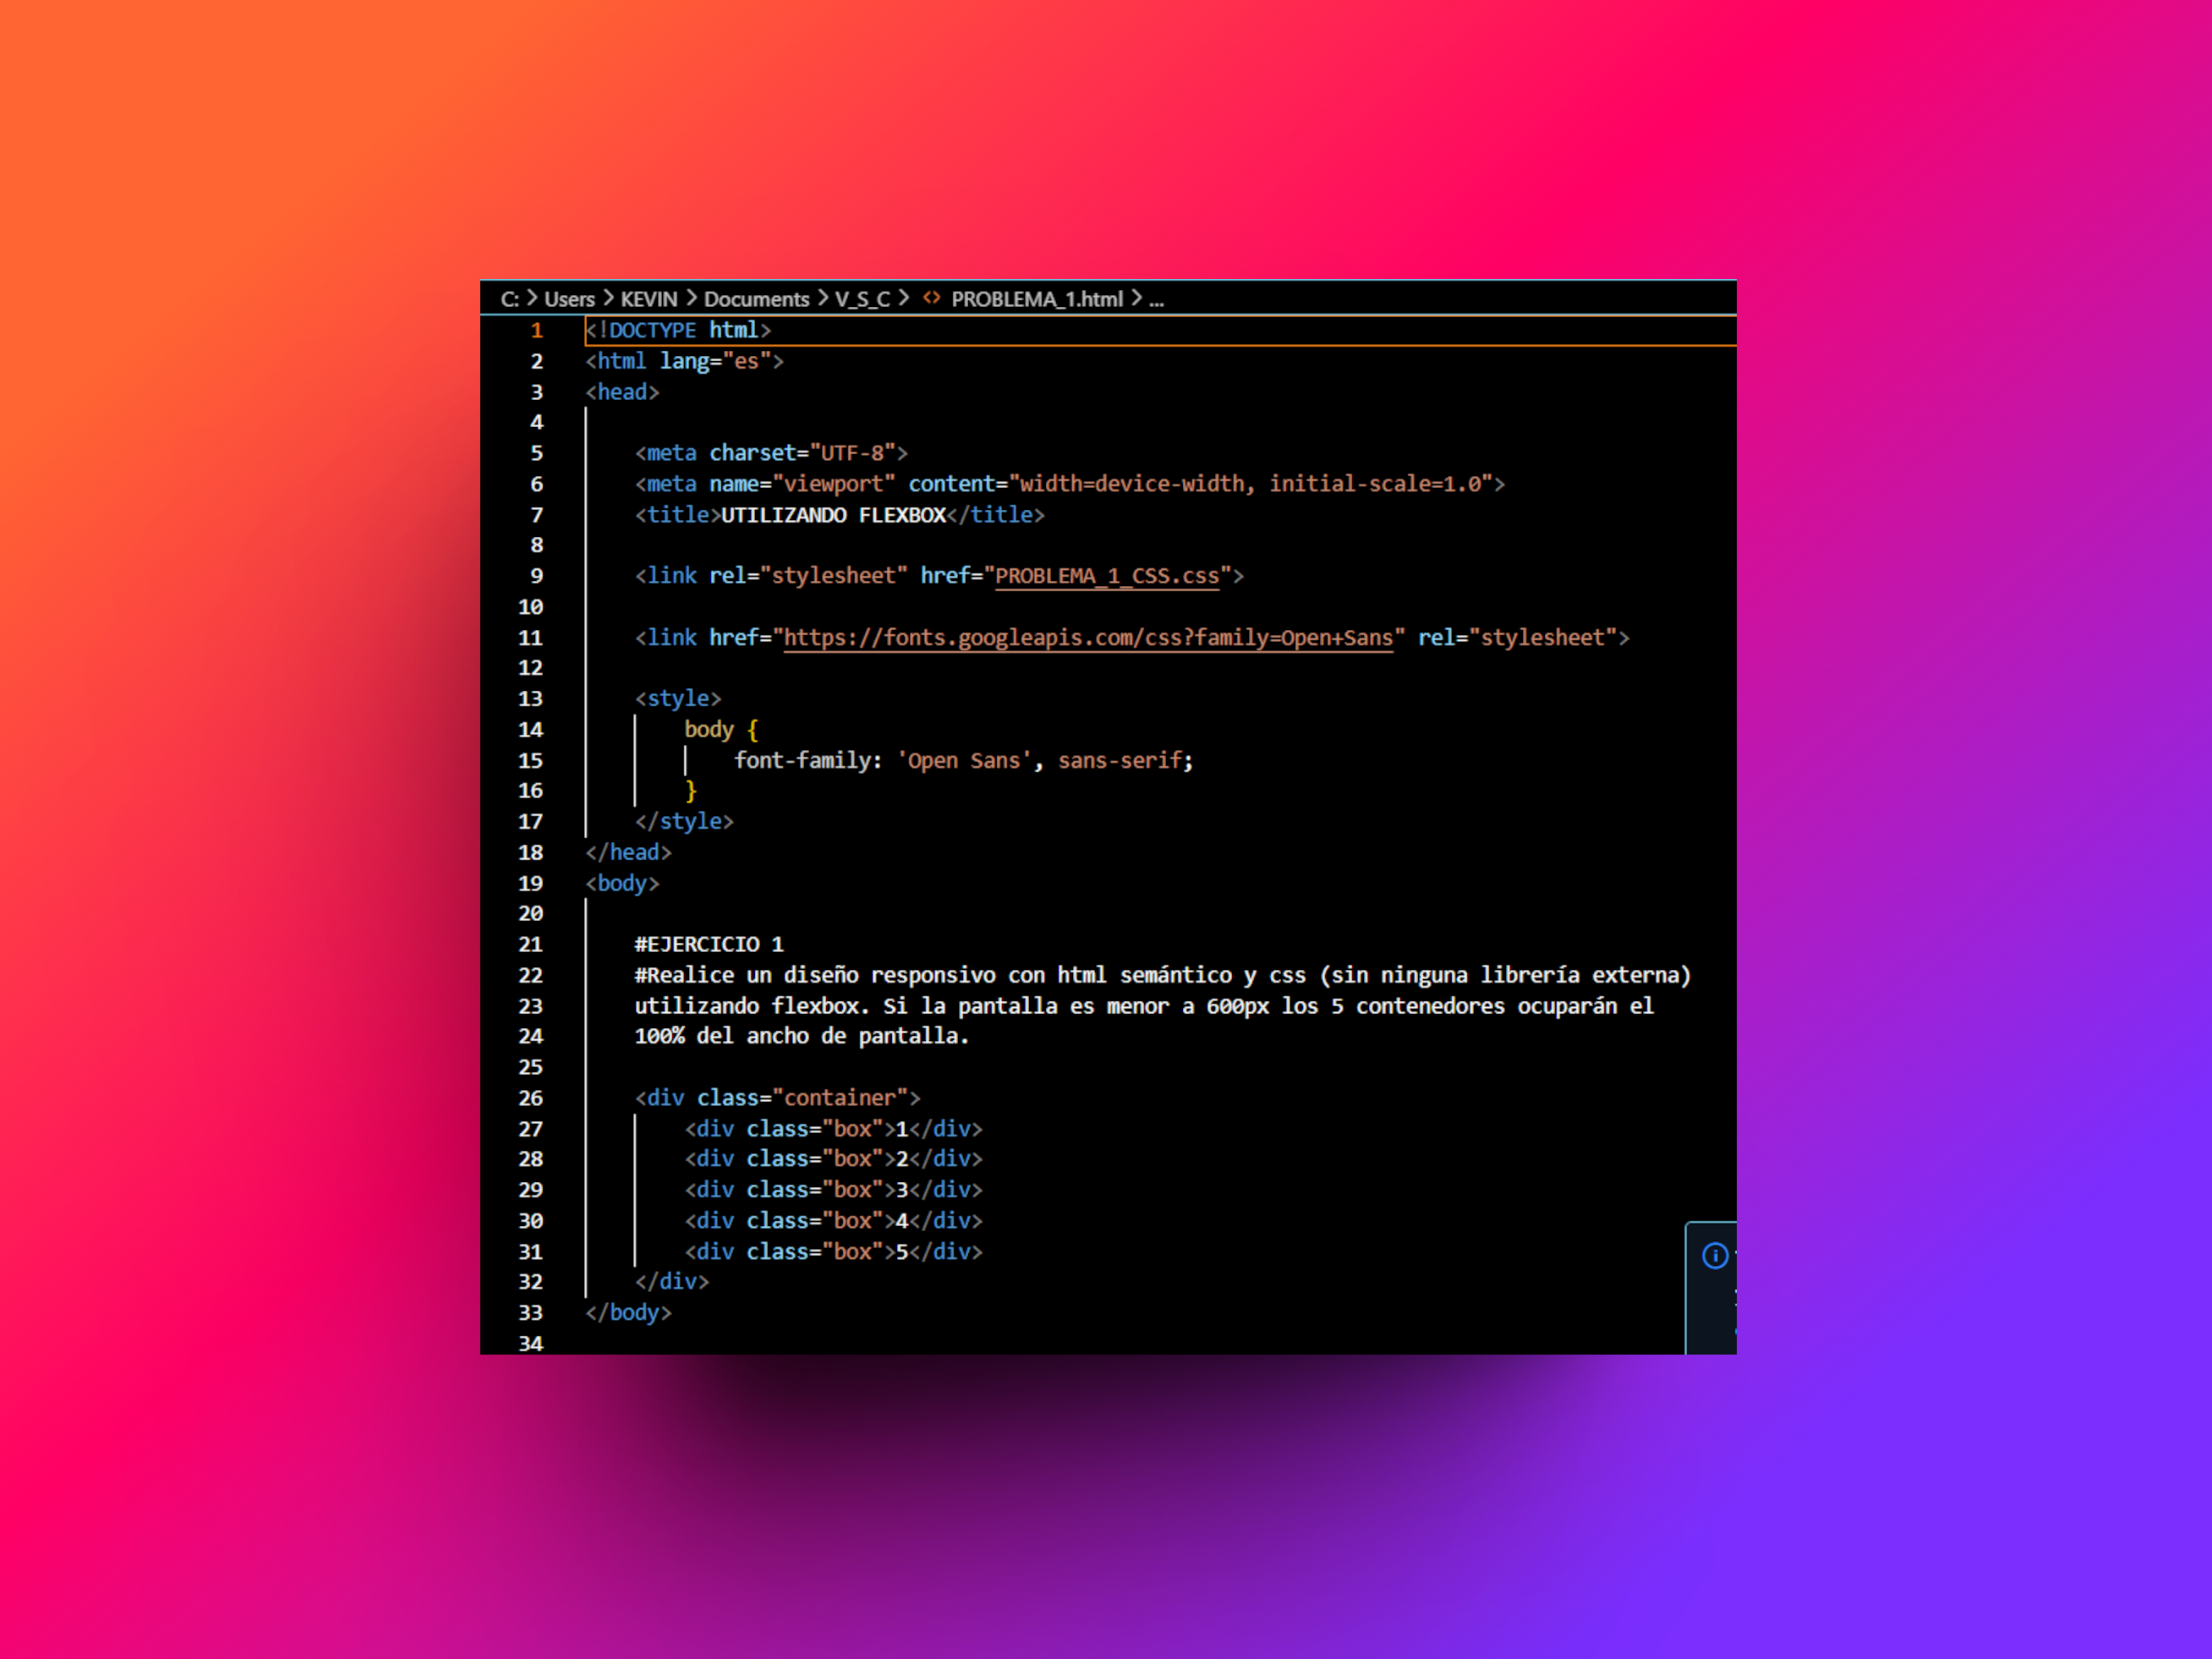 C: > Users > KEVIN > Documents > V_S_C > <> PROBLEMA_1.html > ...
1 <!DOCTYPE html>
2 <html lang="es">
3 <head>
4
5 <meta charset="UTF-8">
6 <meta name="viewport" content="width=device-width, initial-scale=1.0">
7 <title>UTILIZANDO FLEXBOX</title>
8
9 <link rel="stylesheet" href="PROBLEMA_1_CSS.css">
10
11 <link href="https://fonts.googleapis.com/css?family=Open+Sans" rel="stylesheet">
12
13 <style>
14 body {
15 font-family: 'Open Sans', sans-serif;
16 }
17 </style>
18 </head>
19 <body>
20
21 #EJERCICIO 1
22 #Realice un diseño responsivo con html semántico y css (sin ninguna librería externa)
23 utilizando flexbox. Si la pantalla es menor a 600px los 5 contenedores ocuparán el
24 100% del ancho de pantalla.
25
26 <div class="container">
27 <div class="box">1</div>
28 <div class="box">2</div>
29 <div class="box">3</div>
30 <div class="box">4</div>
31 <div class="box">5</div>
32 </div>
33 </body>
34